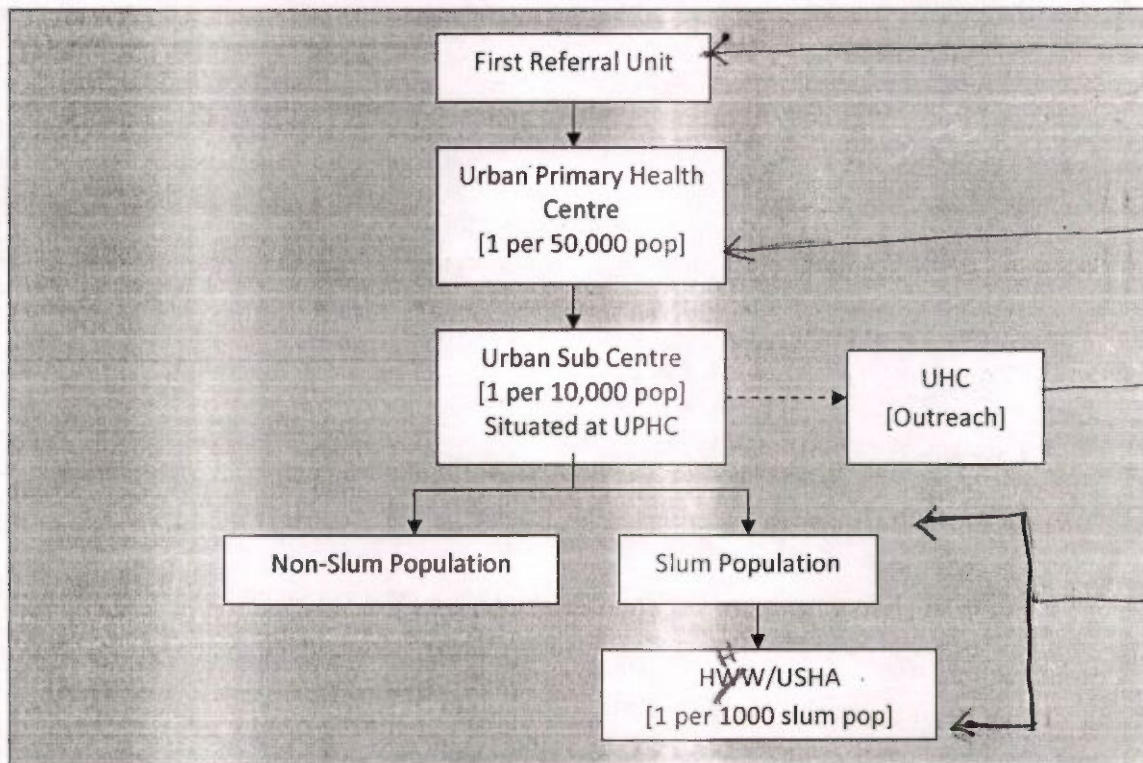 First Referral Unit
Urban Primary Health
Centre
[1 per 50,000 pop]
Urban Sub Centre
[1 per 10,000 pop]
Situated at UPHC
UHC
[Outreach]
Non-Slum Population
Slum Population
H
HWW/USHA
[1 per 1000 slum pop]